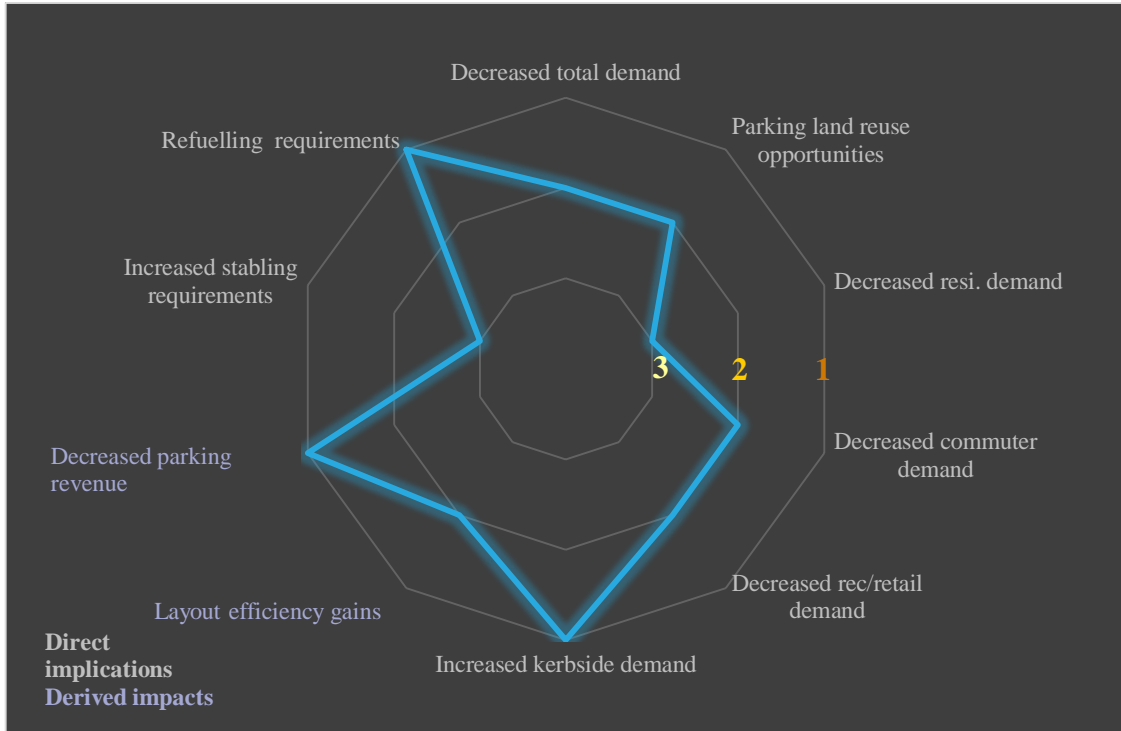 Decreased total demand
Parking land reuse
opportunities
Refuelling requirements
Increased stabling
requirements
Decreased resi. demand
3 2 1
Decreased commuter
demand
Decreased parking
revenue
Decreased rec/retail
demand
Layout efficiency gains
Increased kerbside demand
Direct
implications
Derived impacts